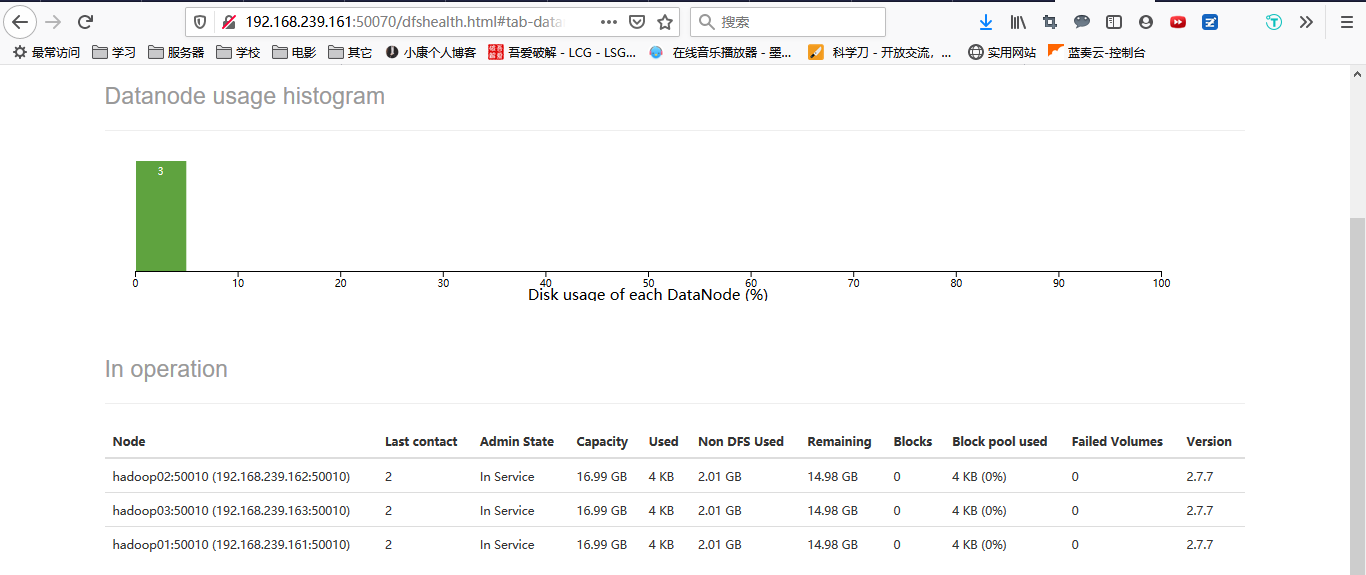 192.168.239.161:50070/dfshealth.html#tab-data
搜索
最常访问 学习 服务器 学校 电影 其它 小康个人博客 吾爱破解 - LCG - LSG... 在线音乐播放器 - 墨... 科学刀 - 开放交流，... 实用网站 蓝奏云-控制台
Datanode usage histogram
3
0 10 20 30 40 50 60 70 80 90 100
Disk usage of each DataNode (%)
In operation
Node Last contact Admin State Capacity Used Non DFS Used Remaining Blocks Block pool used Failed Volumes Version
hadoop02:50010 (192.168.239.162:50010) 2 In Service 16.99 GB 4 KB 2.01 GB 14.98 GB 0 4 KB (0%) 0 2.7.7
hadoop03:50010 (192.168.239.163:50010) 2 In Service 16.99 GB 4 KB 2.01 GB 14.98 GB 0 4 KB (0%) 0 2.7.7
hadoop01:50010 (192.168.239.161:50010) 2 In Service 16.99 GB 4 KB 2.01 GB 14.98 GB 0 4 KB (0%) 0 2.7.7